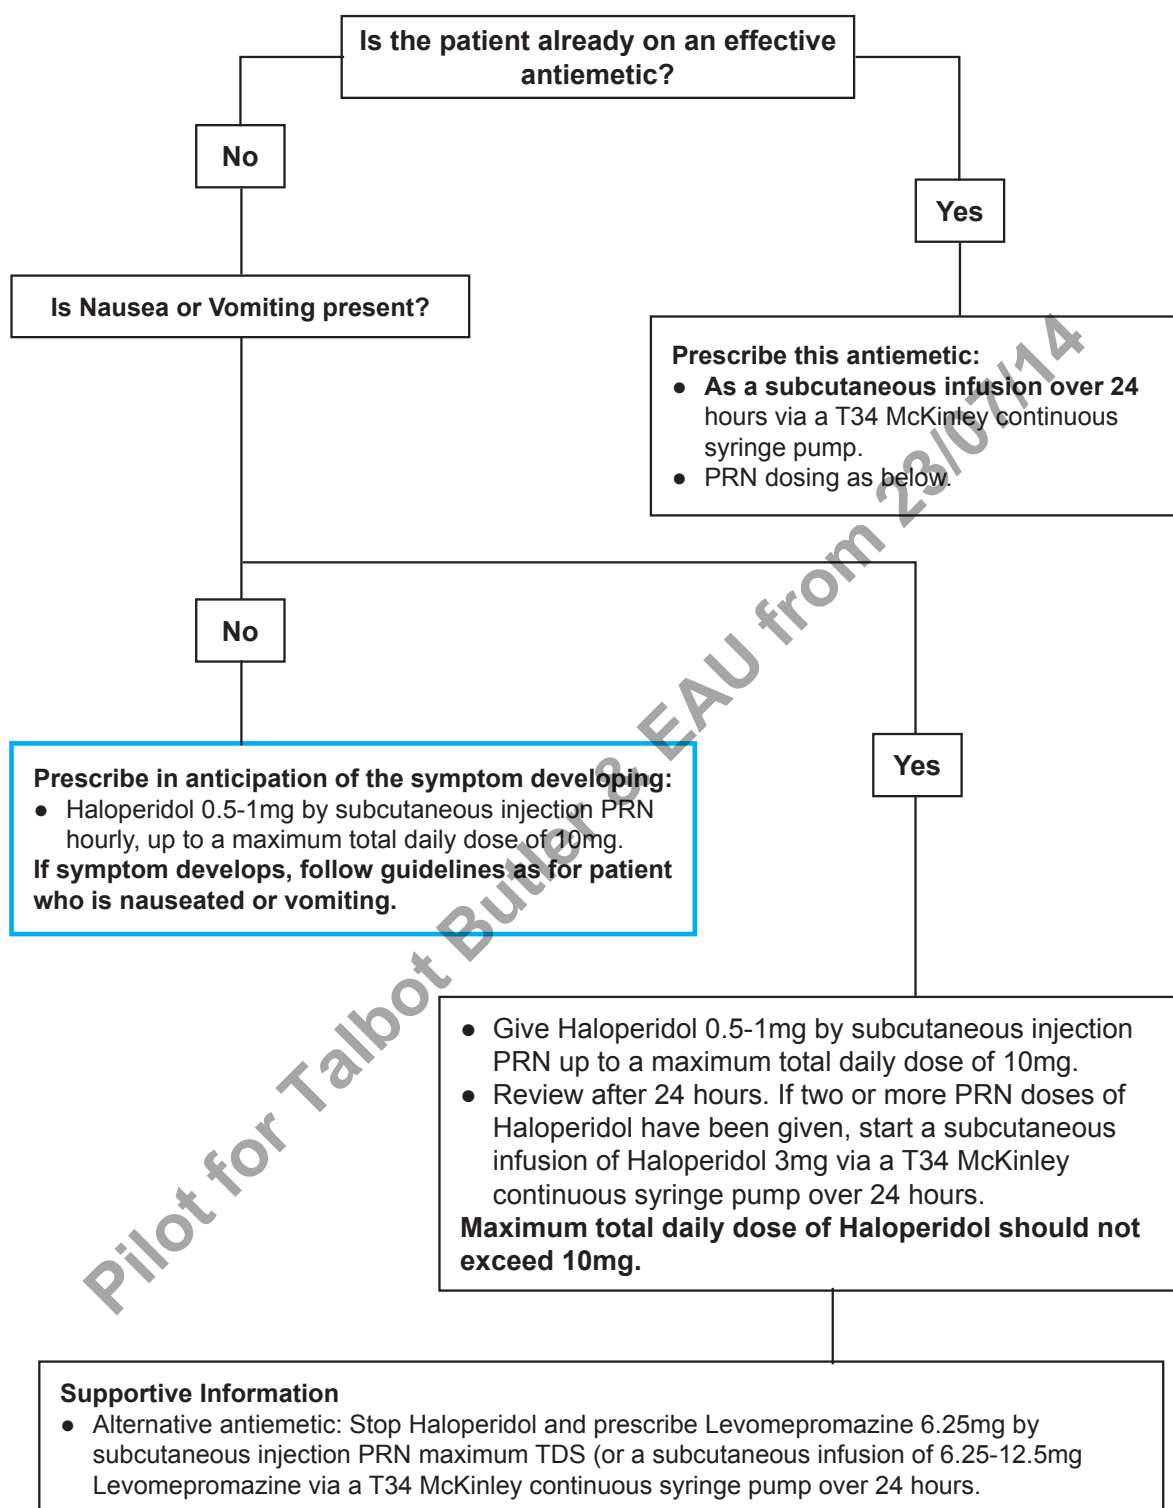 Is the patient already on an effective
antiemetic?
No
Yes
Is Nausea or Vomiting present?
Prescribe this antiemetic:
● As a subcutaneous infusion over 24
hours via a T34 McKinley continuous
syringe pump.
● PRN dosing as below.
No
Yes
Prescribe in anticipation of the symptom developing:
● Haloperidol 0.5-1mg by subcutaneous injection PRN
hourly, up to a maximum total daily dose of 10mg.
If symptom develops, follow guidelines as for patient
who is nauseated or vomiting.
● Give Haloperidol 0.5-1mg by subcutaneous injection
PRN up to a maximum total daily dose of 10mg.
● Review after 24 hours. If two or more PRN doses of
Haloperidol have been given, start a subcutaneous
infusion of Haloperidol 3mg via a T34 McKinley
continuous syringe pump over 24 hours.
Maximum total daily dose of Haloperidol should not
exceed 10mg.
Supportive Information
● Alternative antiemetic: Stop Haloperidol and prescribe Levomepromazine 6.25mg by
subcutaneous injection PRN maximum TDS (or a subcutaneous infusion of 6.25-12.5mg
Levomepromazine via a T34 McKinley continuous syringe pump over 24 hours.
Pilot for Talbot Butler & EAU from 23/07/14